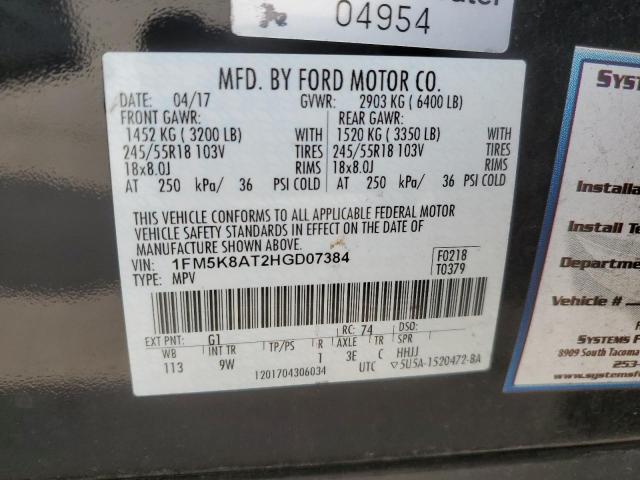 04954
MFD. BY FORD MOTOR CO.
DATE: 04/17 GVWR: 2903 KG ( 6400 LB)
FRONT GAWR: REAR GAWR:
1452 KG ( 3200 LB) WITH 1520 KG ( 3350 LB) WITH
245/55R18 103V TIRES 245/55R18 103V TIRES
18x8.0J RIMS 18x8.0J RIMS
AT 250 kPa/ 36 PSI COLD AT 250 kPa/ 36 PSI COLD
THIS VEHICLE CONFORMS TO ALL APPLICABLE FEDERAL MOTOR
VEHICLE SAFETY STANDARDS IN EFFECT ON THE DATE OF
MANUFACTURE SHOWN ABOVE.
VIN: 1FM5K8AT2HGD07384 F0218
TYPE: MPV T0379
EXT PNT: G1 RC: 74 DSO:
WB INT TR TP/PS R AXLE TR SPR
113 9W 1 3E C HHJJ
1201704306034 UTC ▽5U5A-1520472-BA
Install Te
Department
Vehicle #
Systems F
8909 South Tacoma
253-
www.systemsfo